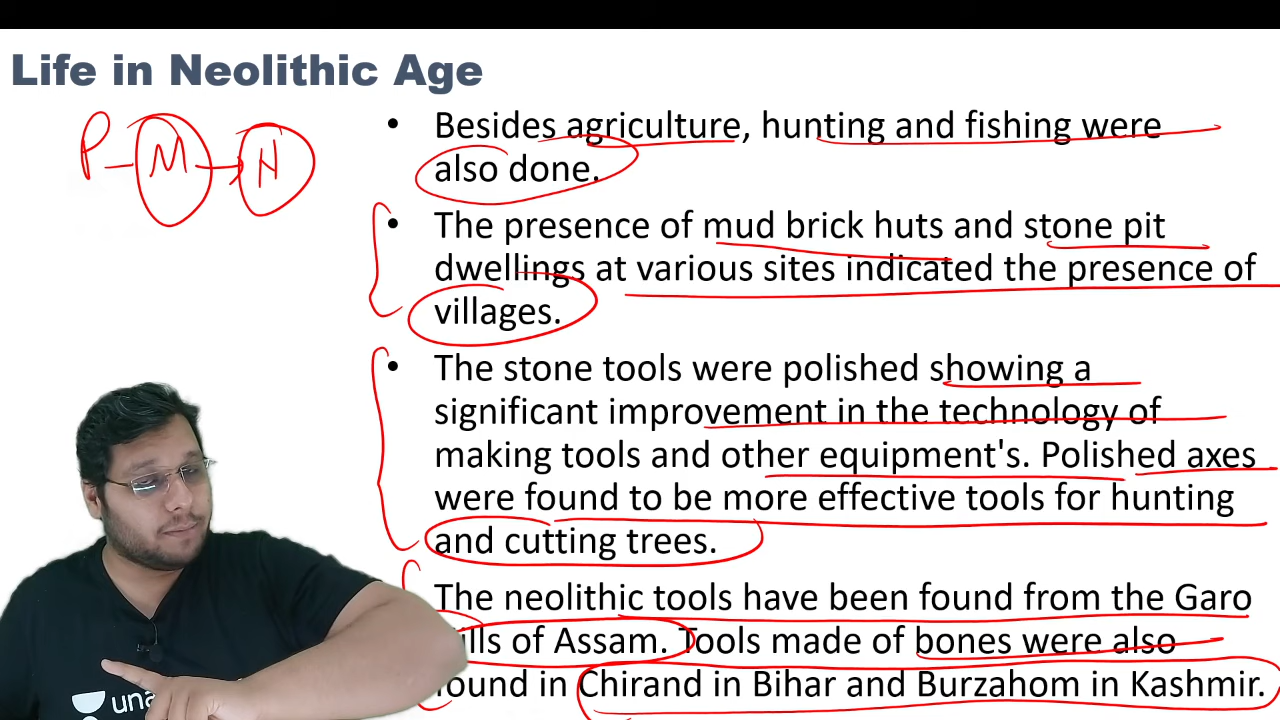 Life in Neolithic Age
P - M → N
• Besides agriculture, hunting and fishing were
also done.
• The presence of mud brick huts and stone pit
dwellings at various sites indicated the presence of
villages.
• The stone tools were polished showing a
significant improvement in the technology of
making tools and other equipment's. Polished axes
were found to be more effective tools for hunting
and cutting trees.
The neolithic tools have been found from the Garo
of Assam. Tools made of bones were also
found in Chirand in Bihar and Burzahom in Kashmir.
una